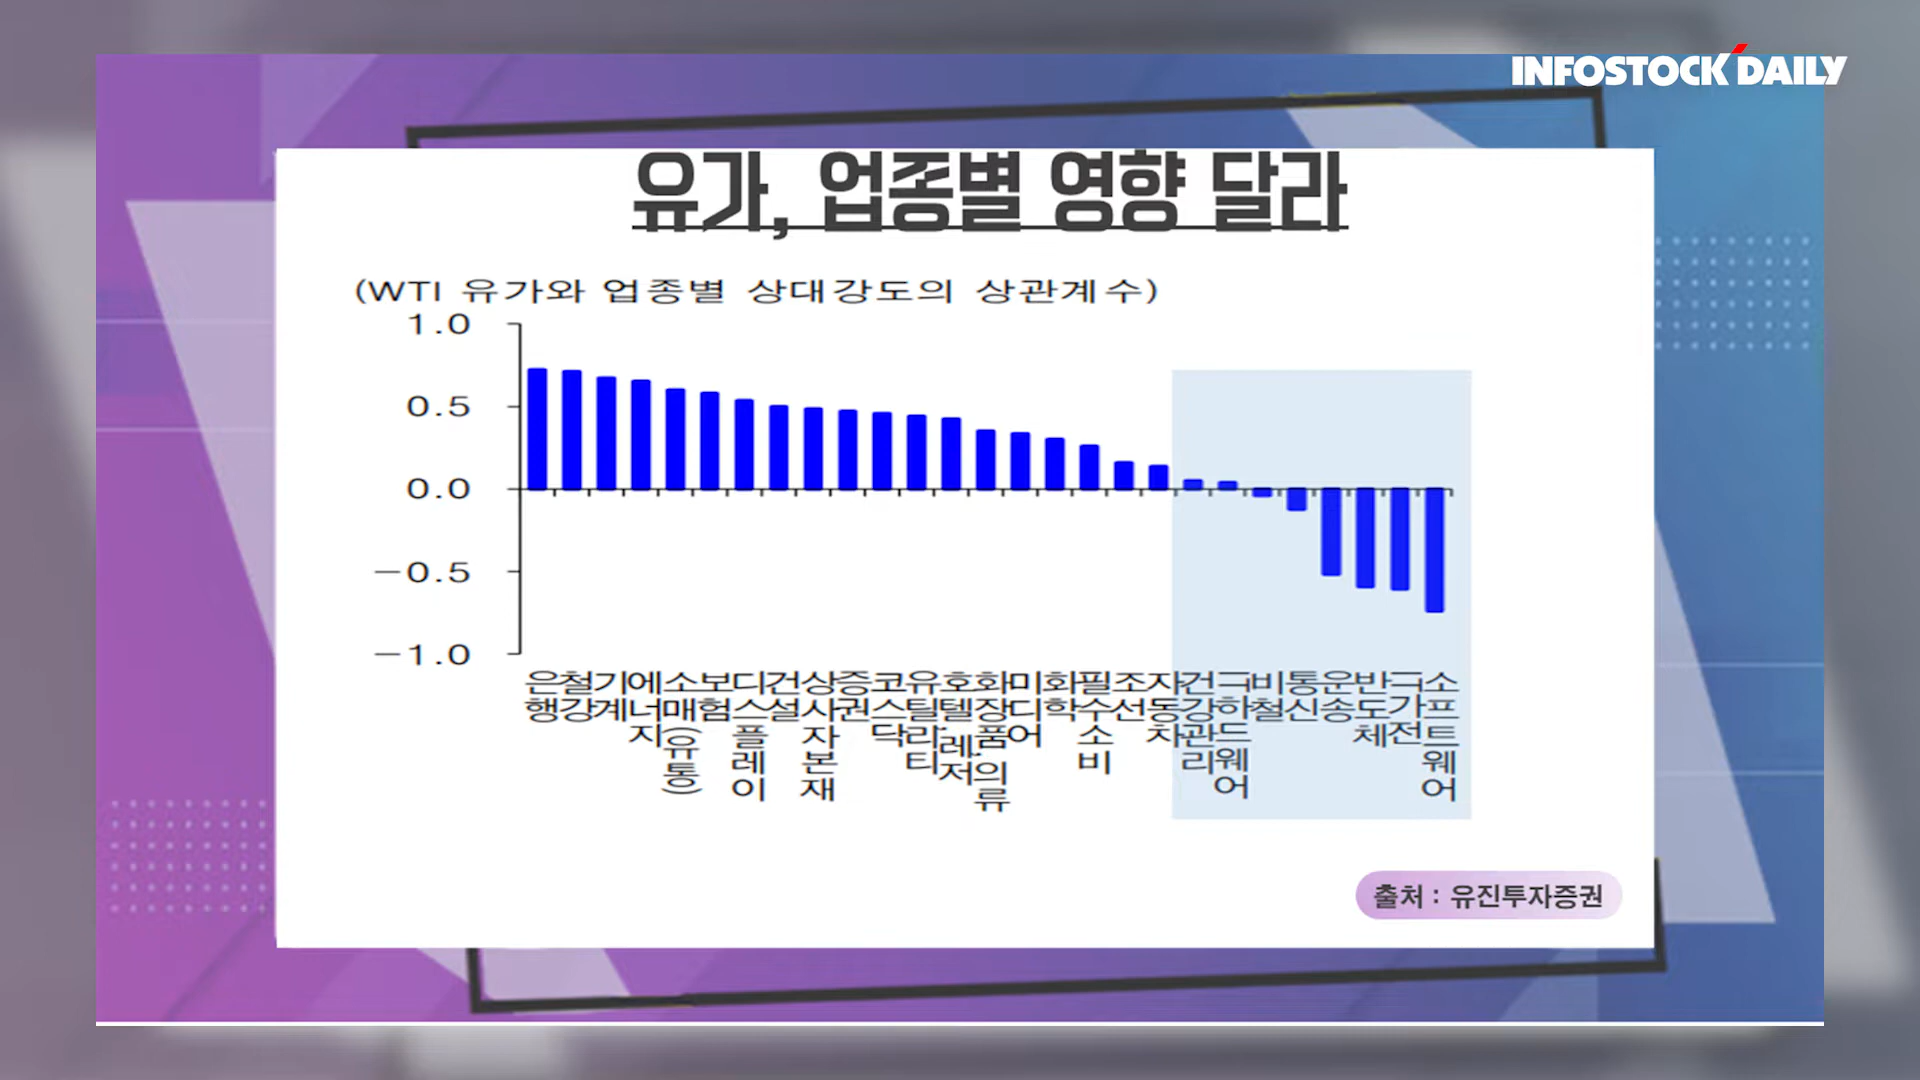 INFOSTOCK DAILY
유가, 업종별 영향 달라
(WTI 유가와 업종별 상대강도의 상관계수)
1.0
0.5
0.0
-0.5
-1.0
은행
철강
기계
에너지
소매(유통)
보험
디스플레이
건설
상사자본재
증권
코스닥
유틸리티
호텔.레저
화장품.의류
미디어
화학
필수소비
조선
자동차
건강관리
IT하드웨어
비철
통신
운송
반도체
IT가전
소프트웨어
출처 : 유진투자증권